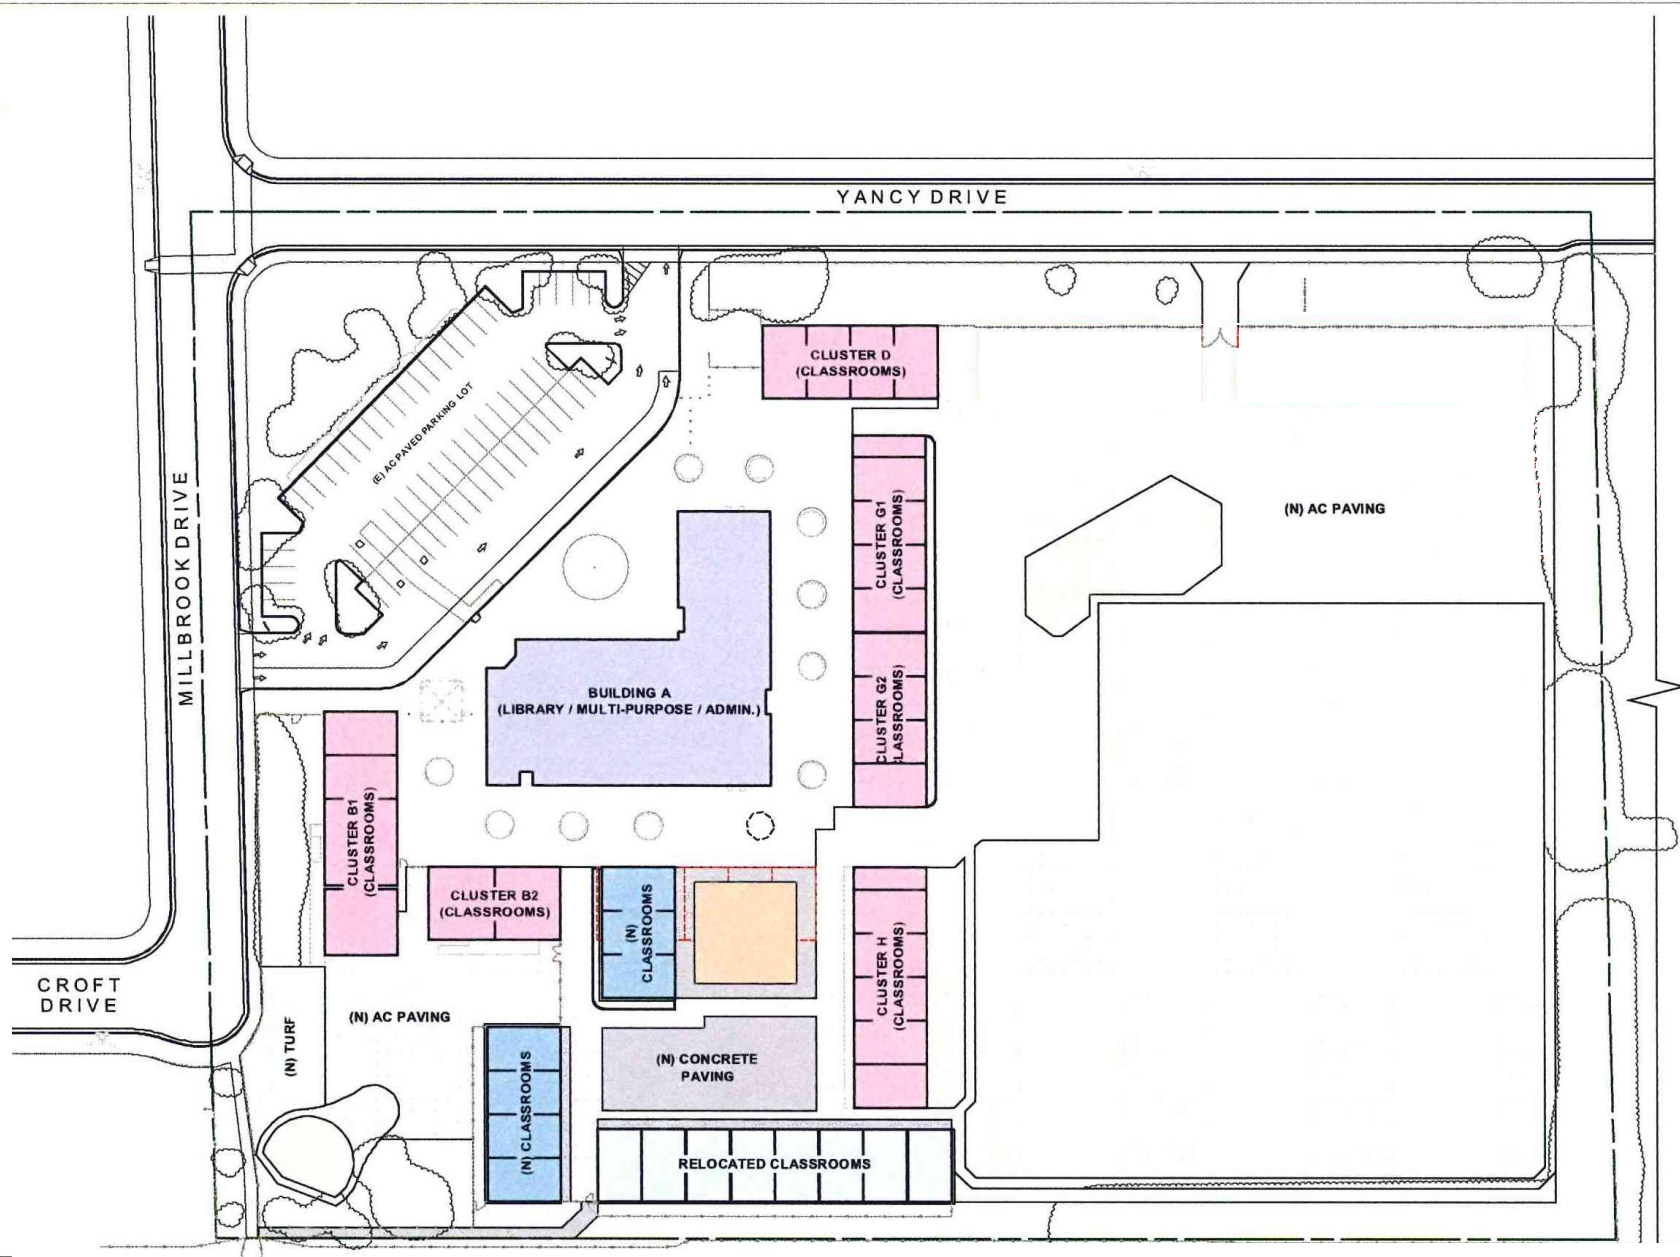 YANCY DRIVE
CLUSTER D
(CLASSROOMS)
(E) AC PAVED PARKING LOT
MILLBROOK DRIVE
CLUSTER G1
(CLASSROOMS)
(N) AC PAVING
CLUSTER G2
CLASSROOMS)
BUILDING A
(LIBRARY / MULTI-PURPOSE / ADMIN.)
CLUSTER B1
(CLASSROOMS)
CLUSTER B2
(CLASSROOMS)
(N)
CLASSROOMS
CLUSTER H
(CLASSROOMS)
CROFT
DRIVE
(N) TURF
(N) AC PAVING
(N) CLASSROOMS
(N) CONCRETE
PAVING
RELOCATED CLASSROOMS